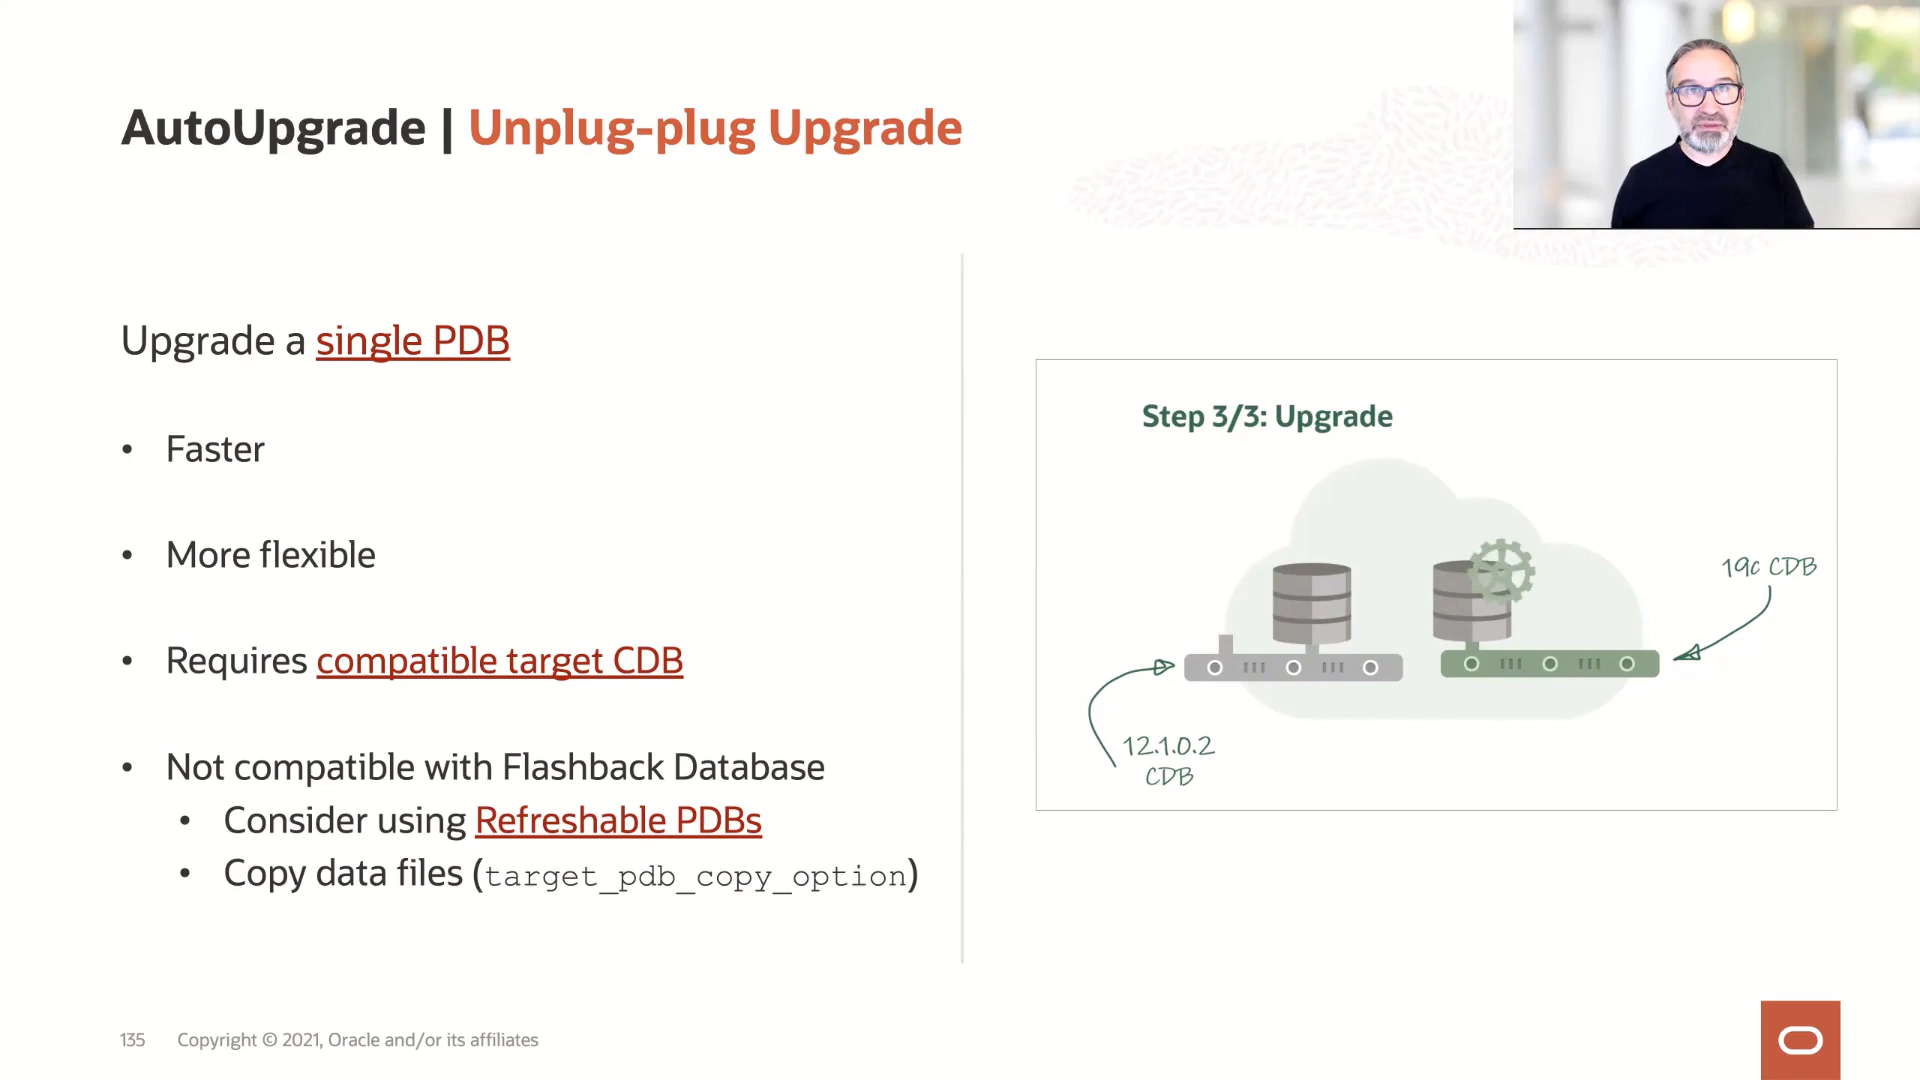 AutoUpgrade | Unplug-plug Upgrade
Upgrade a single PDB
• Faster
• More flexible
• Requires compatible target CDB
• Not compatible with Flashback Database
• Consider using Refreshable PDBs
• Copy data files (target_pdb_copy_option)
Step 3/3: Upgrade
19c CDB
12.1.0.2
CDB
135 Copyright © 2021, Oracle and/or its affiliates